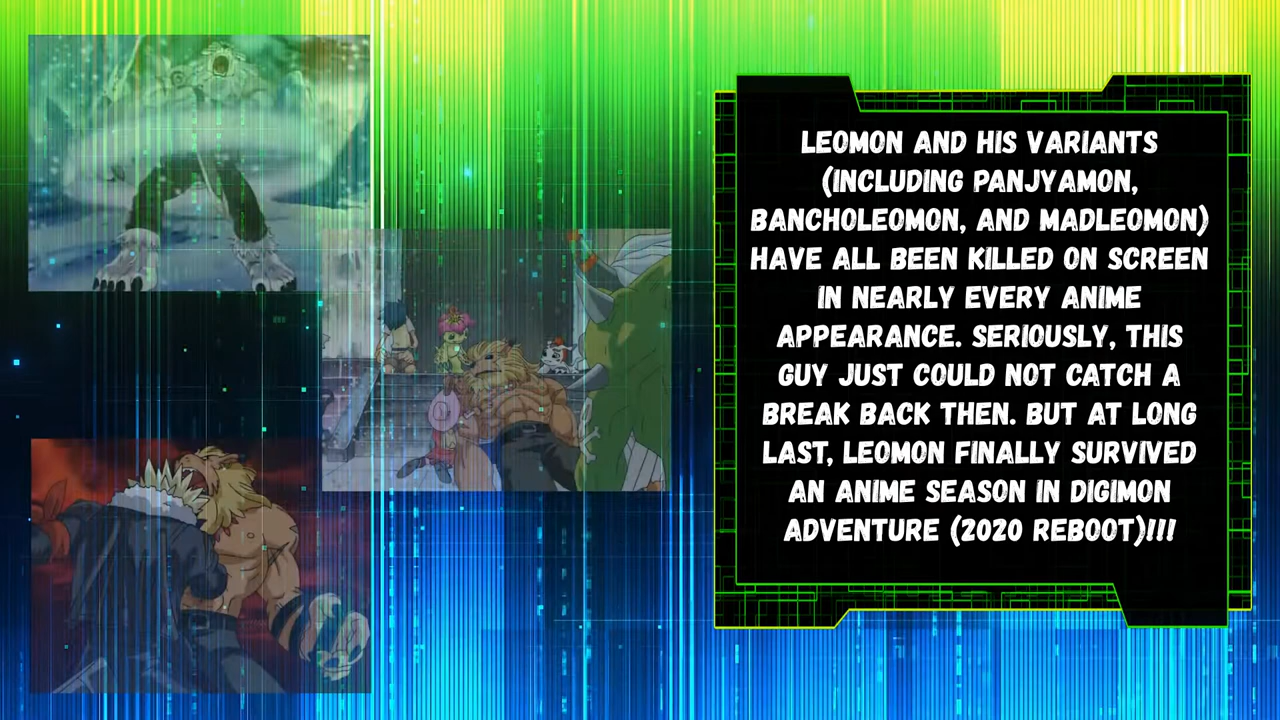 LEOMON AND HIS VARIANTS
(INCLUDING PANJYAMON,
BANCHOLEOMON, AND MADLEOMON)
HAVE ALL BEEN KILLED ON SCREEN
IN NEARLY EVERY ANIME
APPEARANCE. SERIOUSLY, THIS
GUY JUST COULD NOT CATCH A
BREAK BACK THEN. BUT AT LONG
LAST, LEOMON FINALLY SURVIVED
AN ANIME SEASON IN DIGIMON
ADVENTURE (2020 REBOOT)!!!